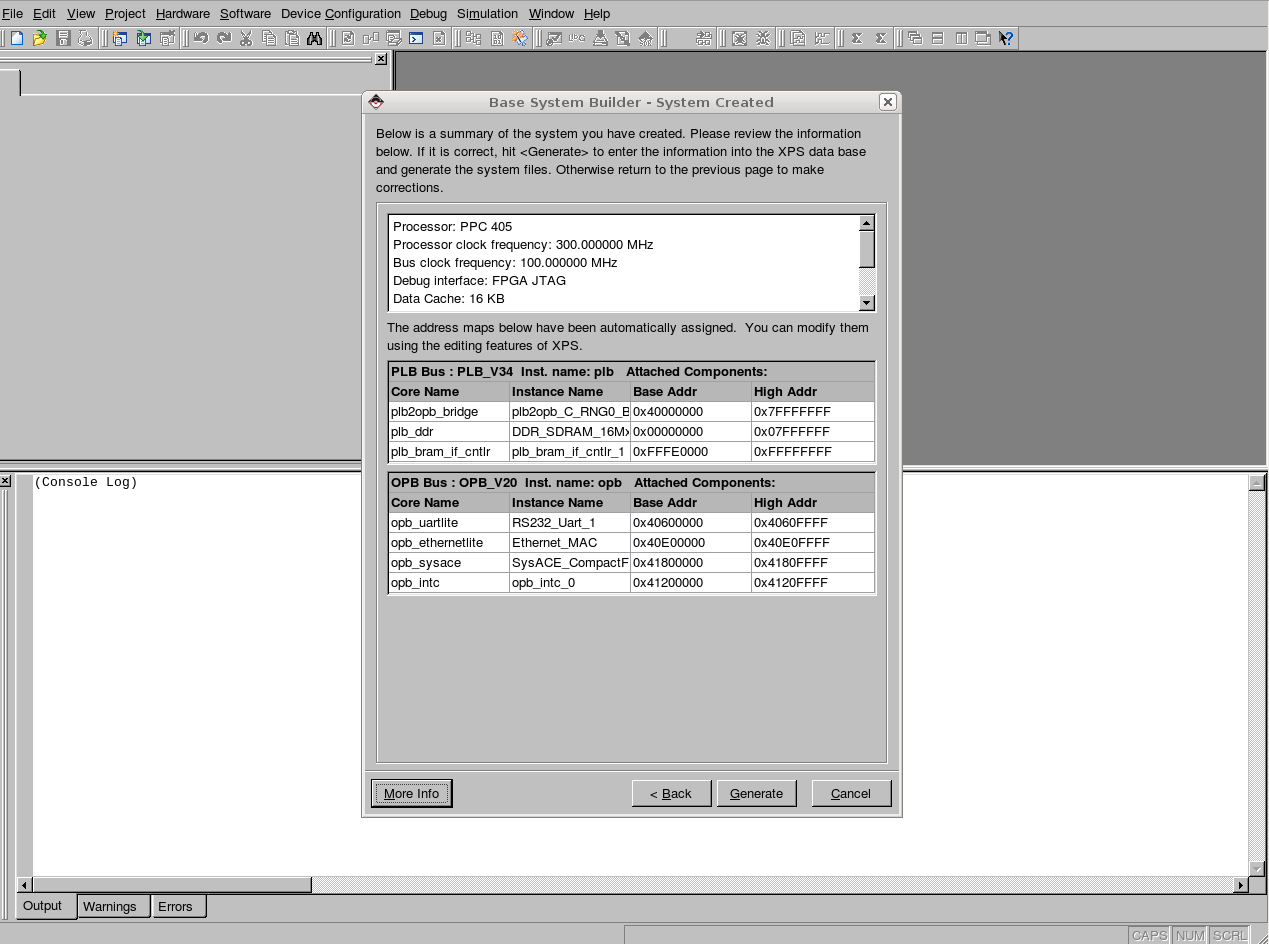 File Edit View Project Hardware Software Device Configuration Debug Simulation Window Help
Base System Builder - System Created
Below is a summary of the system you have created. Please review the information
below. If it is correct, hit <Generate> to enter the information into the XPS data base
and generate the system files. Otherwise return to the previous page to make
corrections.
Processor: PPC 405
Processor clock frequency: 300.000000 MHz
Bus clock frequency: 100.000000 MHz
Debug interface: FPGA JTAG
Data Cache: 16 KB
The address maps below have been automatically assigned. You can modify them
using the editing features of XPS.
PLB Bus : PLB_V34 Inst. name: plb Attached Components:
Core Name Instance Name Base Addr High Addr
plb2opb_bridge plb2opb_C_RNG0_B 0x40000000 0x7FFFFFFF
plb_ddr DDR_SDRAM_16Mx 0x00000000 0x07FFFFFF
plb_bram_if_cntlr plb_bram_if_cntlr_1 0xFFFE0000 0xFFFFFFFF
OPB Bus : OPB_V20 Inst. name: opb Attached Components:
Core Name Instance Name Base Addr High Addr
opb_uartlite RS232_Uart_1 0x40600000 0x4060FFFF
opb_ethernetlite Ethernet_MAC 0x40E00000 0x40E0FFFF
opb_sysace SysACE_CompactF 0x41800000 0x4180FFFF
opb_intc opb_intc_0 0x41200000 0x4120FFFF
More Info < Back Generate Cancel
(Console Log)
Output Warnings Errors
CAPS NUM SCRL